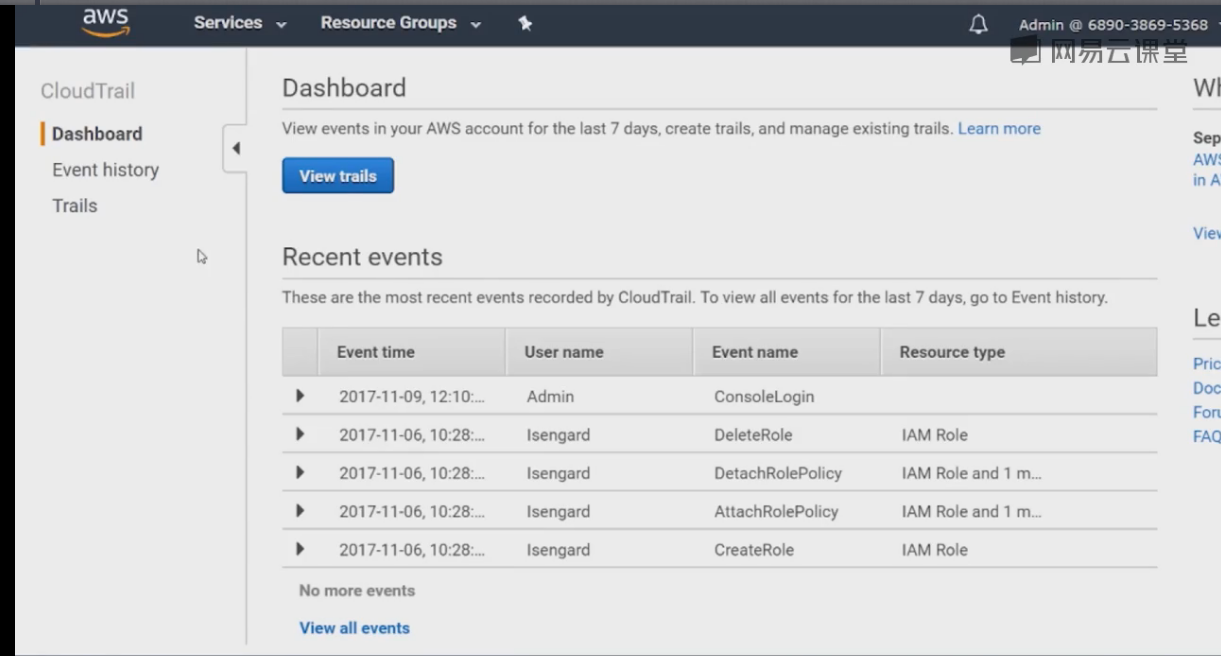 aws Services Resource Groups Admin @ 6890-3869-5368
网易云课堂
CloudTrail
Dashboard
Event history
Trails
Dashboard
View events in your AWS account for the last 7 days, create trails, and manage existing trails. Learn more
View trails
Recent events
These are the most recent events recorded by CloudTrail. To view all events for the last 7 days, go to Event history.
Event time User name Event name Resource type
2017-11-09, 12:10:... Admin ConsoleLogin
2017-11-06, 10:28:... Isengard DeleteRole IAM Role
2017-11-06, 10:28:... Isengard DetachRolePolicy IAM Role and 1 m...
2017-11-06, 10:28:... Isengard AttachRolePolicy IAM Role and 1 m...
2017-11-06, 10:28:... Isengard CreateRole IAM Role
No more events
View all events
Sep
AWS
in A
View
Le
Pric
Doc
FAQ